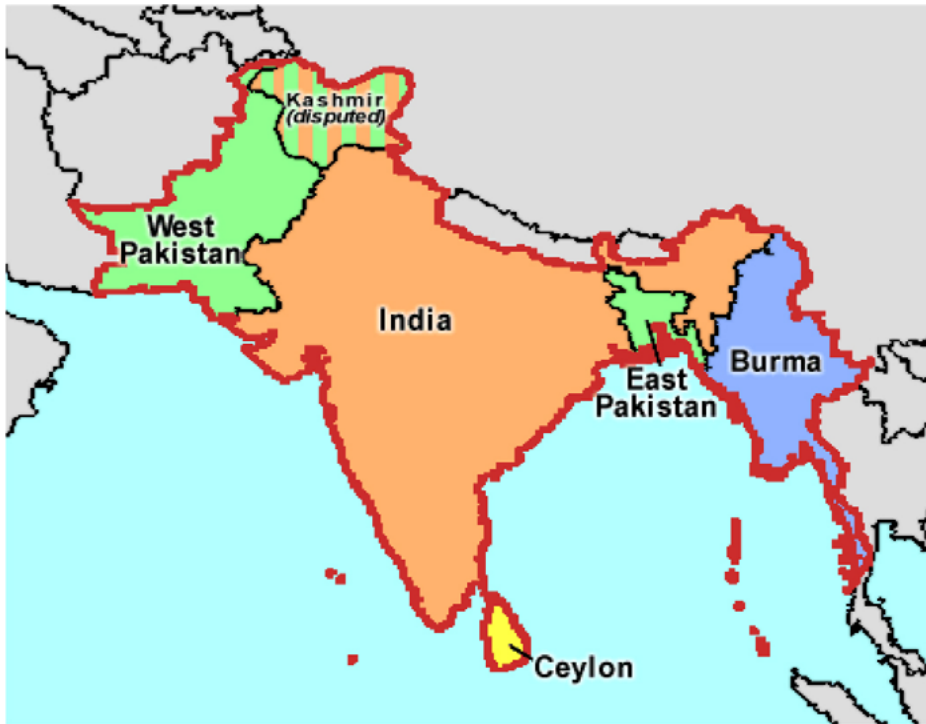 Kashmir
(disputed)
West
Pakistan
India
Burma
East
Pakistan
Ceylon